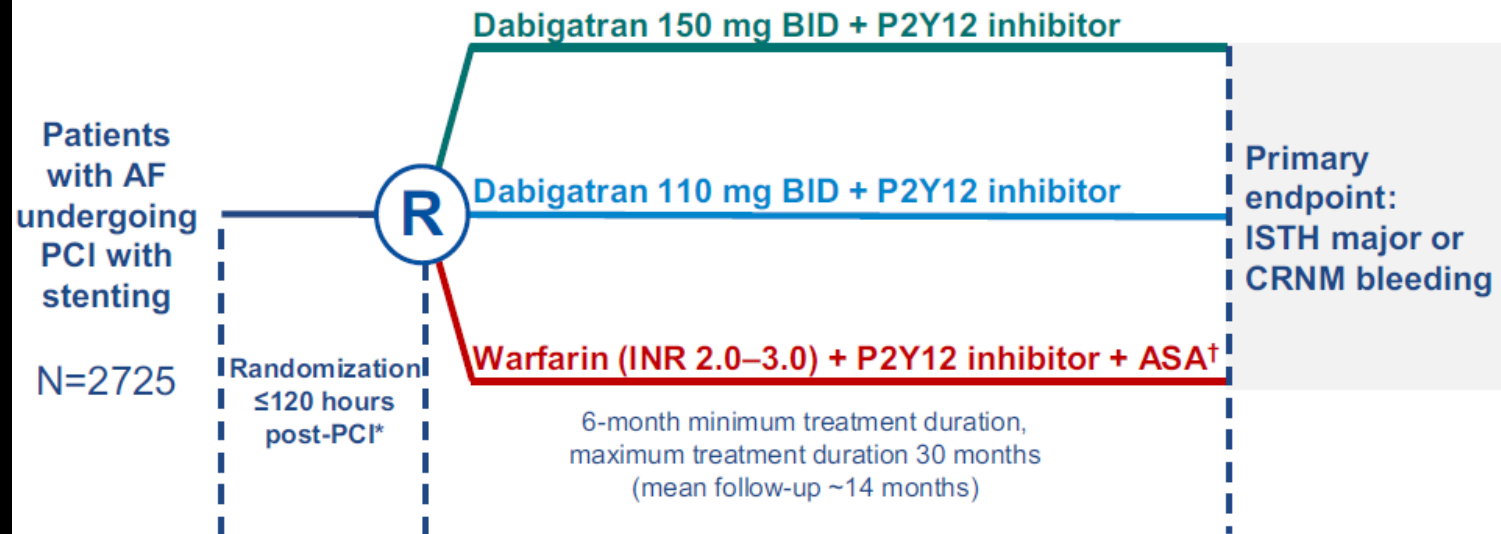 Dabigatran 150 mg BID + P2Y12 inhibitor
Patients
with AF
undergoing
PCI with
stenting
N=2725
R
Dabigatran 110 mg BID + P2Y12 inhibitor
Primary
endpoint:
ISTH major or
CRNM bleeding
Randomization
≤120 hours
post-PCI*
Warfarin (INR 2.0–3.0) + P2Y12 inhibitor + ASA†
6-month minimum treatment duration,
maximum treatment duration 30 months
(mean follow-up ~14 months)